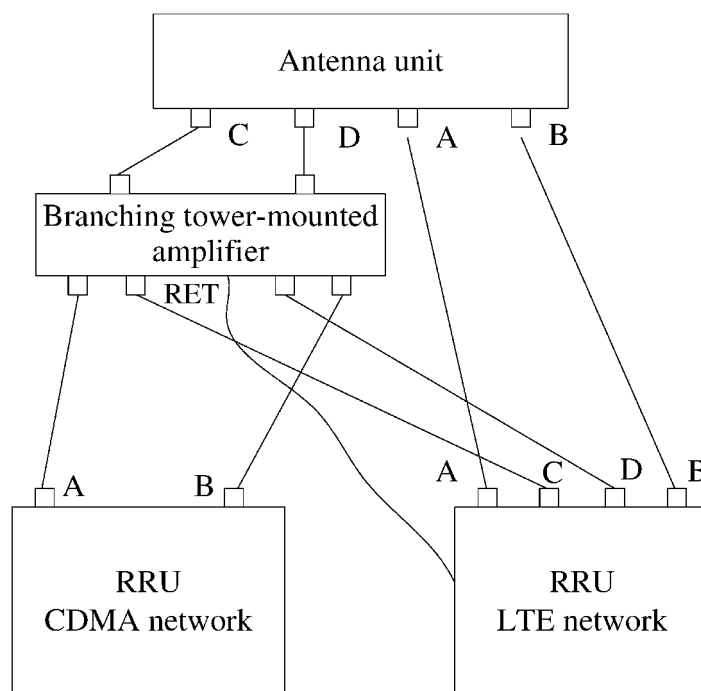 Antenna unit
C D A B
Branching tower-mounted
amplifier
RET
A B A C D B
RRU
CDMA network
RRU
LTE network